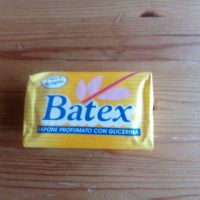 Batex
SAPONE PROFUMATO CON GLICERINA